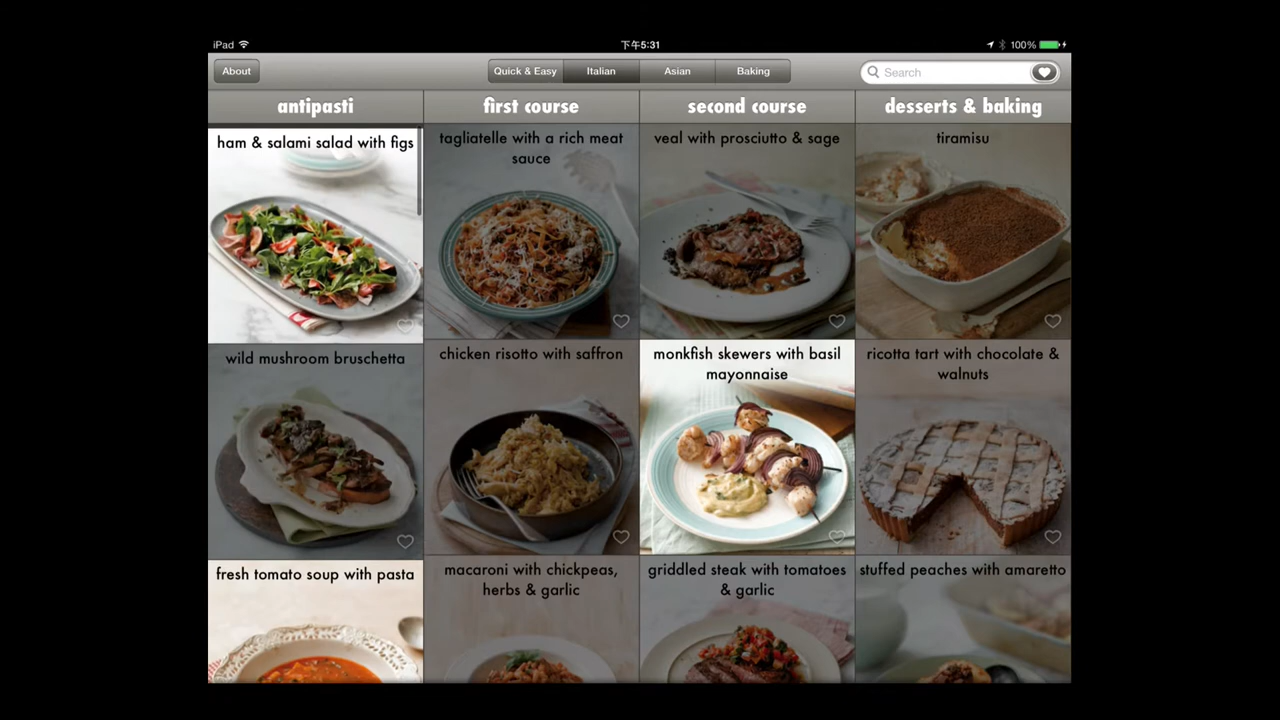 iPad 下午5:31 100%
About Quick & Easy Italian Asian Baking Search
antipasti first course second course desserts & baking
ham & salami salad with figs
tagliatelle with a rich meat
sauce
veal with prosciutto & sage
tiramisu
wild mushroom bruschetta
chicken risotto with saffron
monkfish skewers with basil
mayonnaise
ricotta tart with chocolate &
walnuts
fresh tomato soup with pasta
macaroni with chickpeas,
herbs & garlic
griddled steak with tomatoes
& garlic
stuffed peaches with amaretto